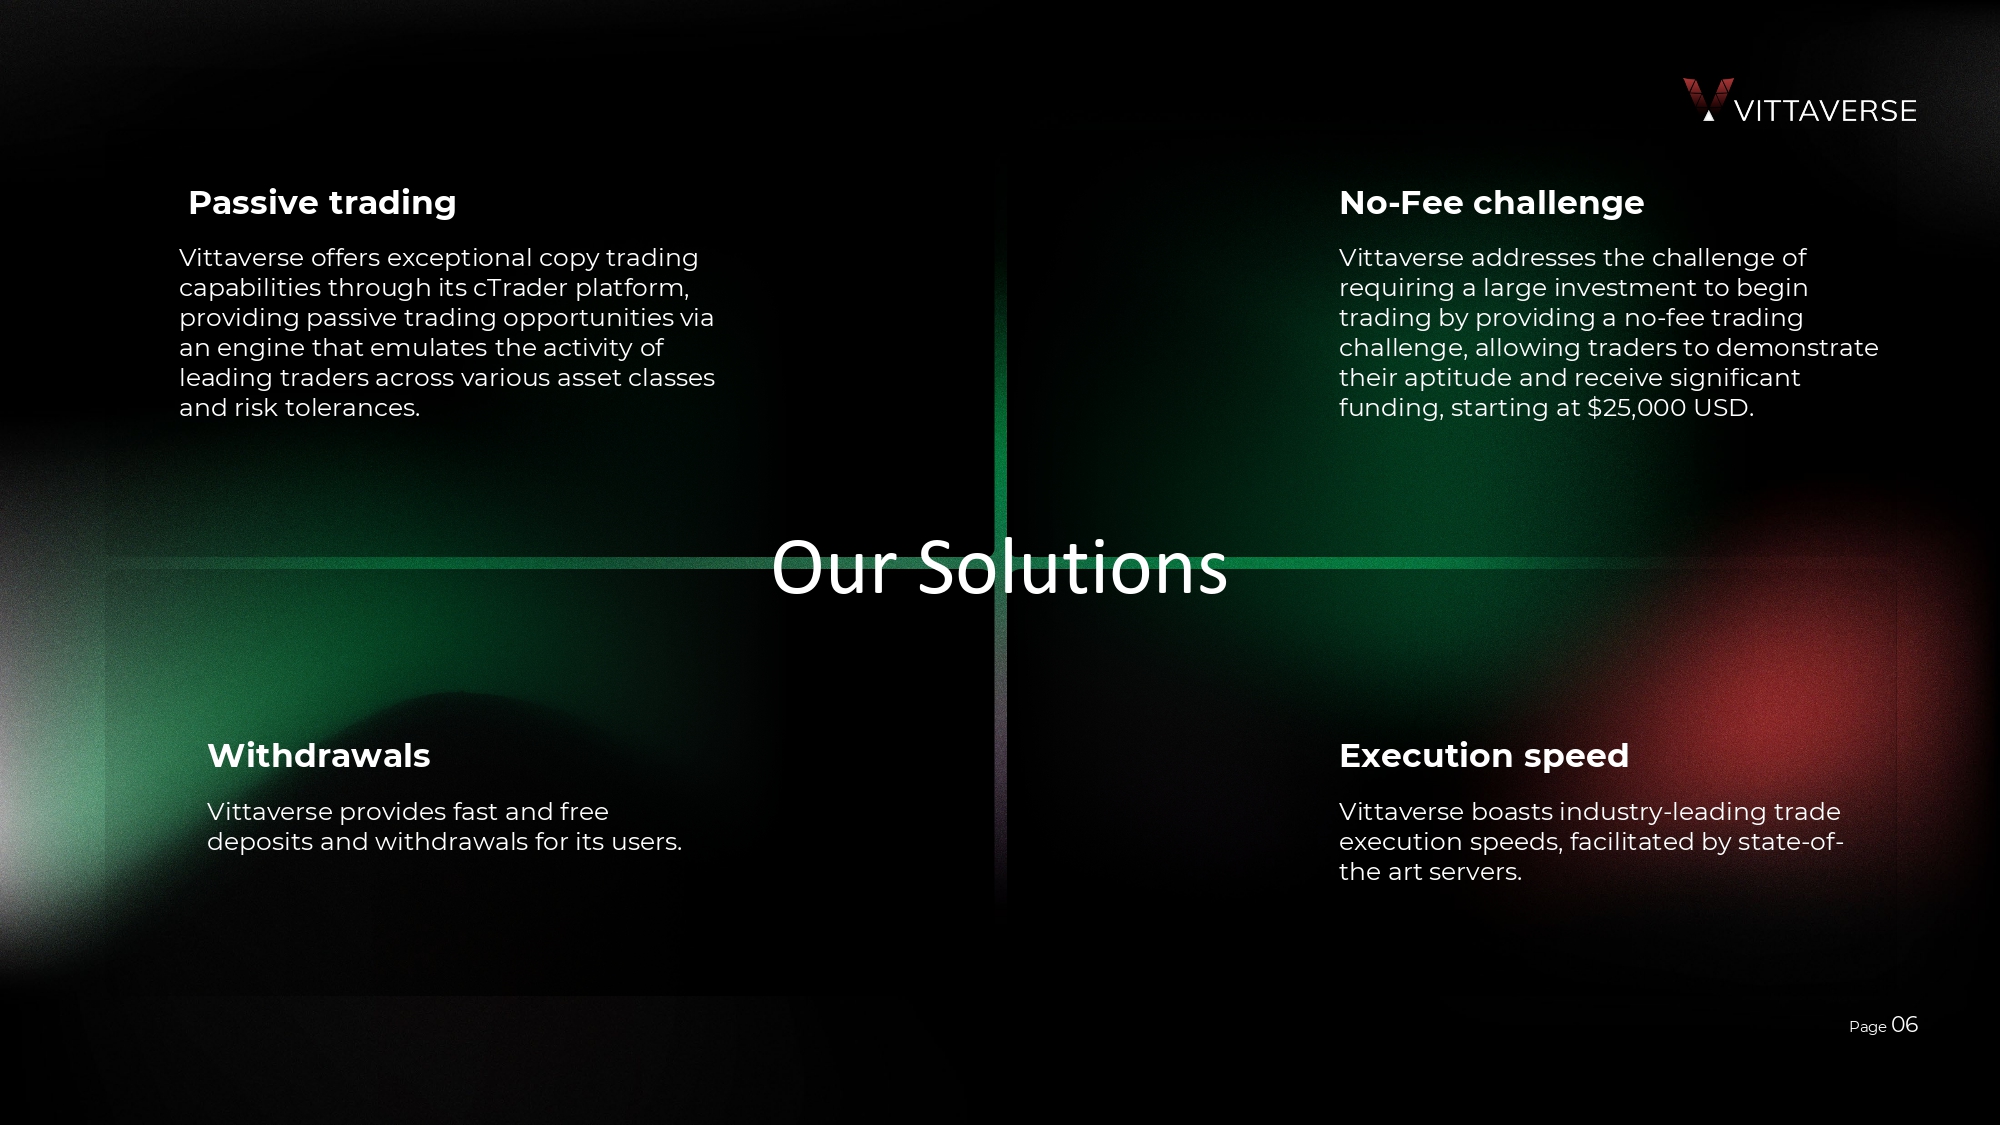 VITTAVERSE
Passive trading
Vittaverse offers exceptional copy trading
capabilities through its cTrader platform,
providing passive trading opportunities via
an engine that emulates the activity of
leading traders across various asset classes
and risk tolerances.
No-Fee challenge
Vittaverse addresses the challenge of
requiring a large investment to begin
trading by providing a no-fee trading
challenge, allowing traders to demonstrate
their aptitude and receive significant
funding, starting at $25,000 USD.
Our Solutions
Withdrawals
Vittaverse provides fast and free
deposits and withdrawals for its users.
Execution speed
Vittaverse boasts industry-leading trade
execution speeds, facilitated by state-of-
the art servers.
Page 06